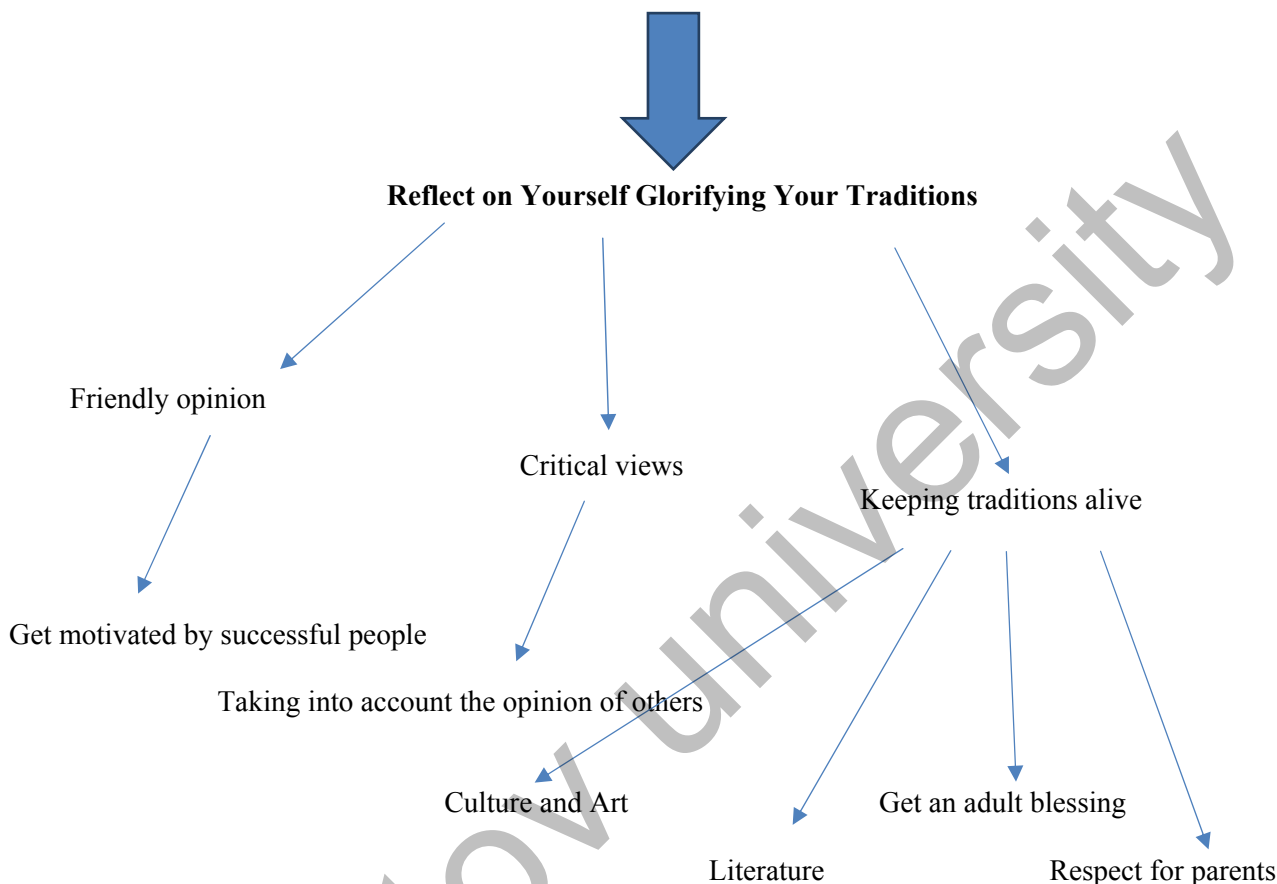 Reflect on Yourself Glorifying Your Traditions
Friendly opinion
Critical views
Keeping traditions alive
Get motivated by successful people
Taking into account the opinion of others
Culture and Art
Get an adult blessing
Literature
Respect for parents
ov university